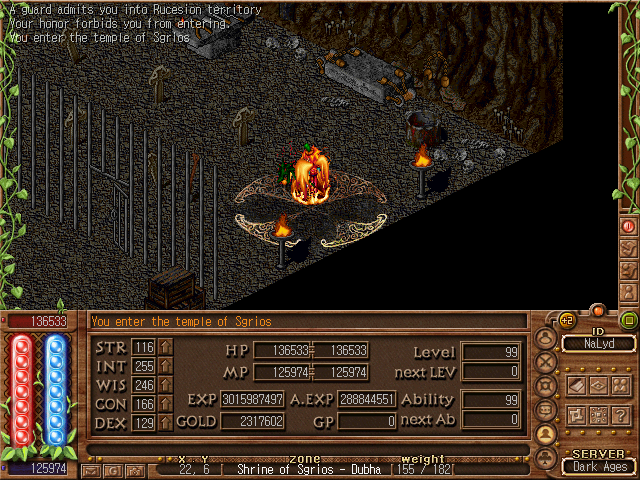 A guard admits you into Rucesion territory
Your honor forbids you from entering.
You enter the temple of Sgrios
136533
You enter the temple of Sgrios
+2
ID
NaLyd
STR 116
INT 255
WIS 246
CON 166
DEX 129
HP 136533 136533
MP 125974 125974
EXP 3015987497 A.EXP 288844551
GOLD 2317602 GP 0
Level 99
next LEV 0
Ability 99
next Ab 0
125974
X Y zone weight
22, 6 [ Shrine of Sgrios - Dubha [155 / 182[
G
?
SERVER
Dark Ages